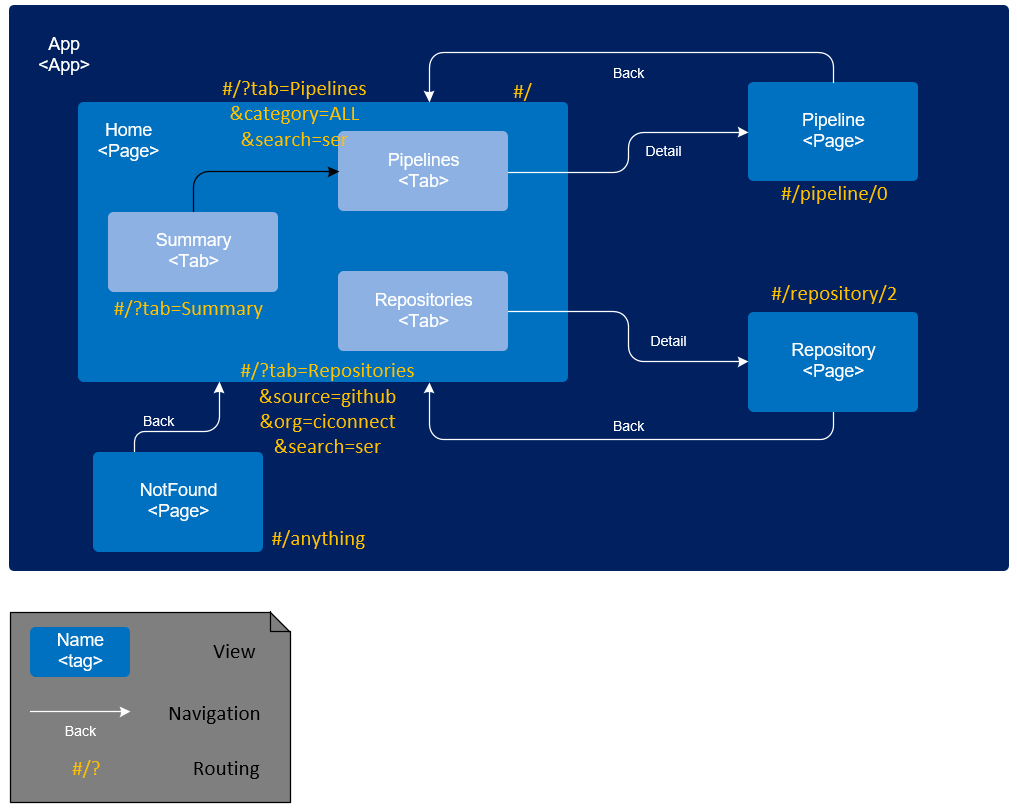 App
<App>
#/?tab=Pipelines
&category=ALL
&search=ser
#/
Back
Home
<Page>
Pipelines
<Tab>
Detail
Pipeline
<Page>
#/pipeline/0
Summary
<Tab>
#/?tab=Summary
Repositories
<Tab>
Detail
#/repository/2
Repository
<Page>
#/?tab=Repositories
&source=github
&org=ciconnect
&search=ser
Back
Back
NotFound
<Page>
#/anything
Name
<tag>
View
Back
Navigation
#/?
Routing